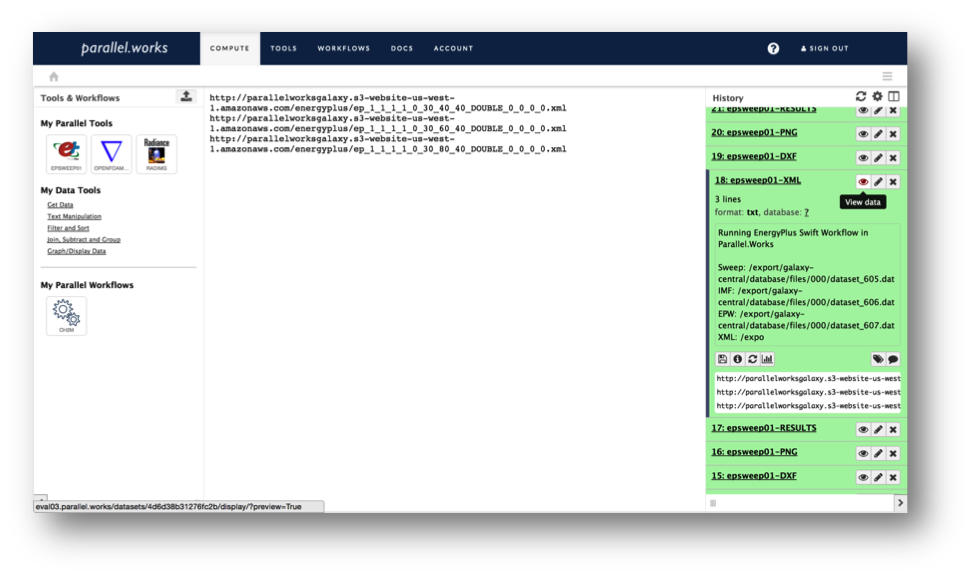 parallel.works
COMPUTE TOOLS WORKFLOWS DOCS ACCOUNT
? SIGN OUT
Tools & Workflows
My Parallel Tools
EPSWEEP01 OPENFOAM... Radiance RADIMG
My Data Tools
Get Data
Text Manipulation
Filter and Sort
Join, Subtract and Group
Graph/Display Data
My Parallel Workflows
http://parallelworksgalaxy.s3-website-us-west-
1.amazonaws.com/energyplus/ep_1_1_1_1_0_30_40_40_DOUBLE_0_0_0_0.xml
http://parallelworksgalaxy.s3-website-us-west-
1.amazonaws.com/energyplus/ep_1_1_1_1_0_30_60_40_DOUBLE_0_0_0_0.xml
http://parallelworksgalaxy.s3-website-us-west-
1.amazonaws.com/energyplus/ep_1_1_1_1_0_30_80_40_DOUBLE_0_0_0_0.xml
History
21: epsweep01-RESULTS
20: epsweep01-PNG
19: epsweep01-DXF
18: epsweep01-XML
View data
3 lines
format: txt, database: ?
Running EnergyPlus Swift Workflow in
Parallel.Works
Sweep: /export/galaxy-
central/database/files/000/dataset_605.dat
IMF: /export/galaxy-
central/database/files/000/dataset_606.dat
EPW: /export/galaxy-
central/database/files/000/dataset_607.dat
XML: /expo
http://parallelworksgalaxy.s3-website-us-west
http://parallelworksgalaxy.s3-website-us-west
http://parallelworksgalaxy.s3-website-us-west
17: epsweep01-RESULTS
16: epsweep01-PNG
15: epsweep01-DXF
eval03.parallel.works/datasets/4d6d38b31276fc2b/display/?preview=True